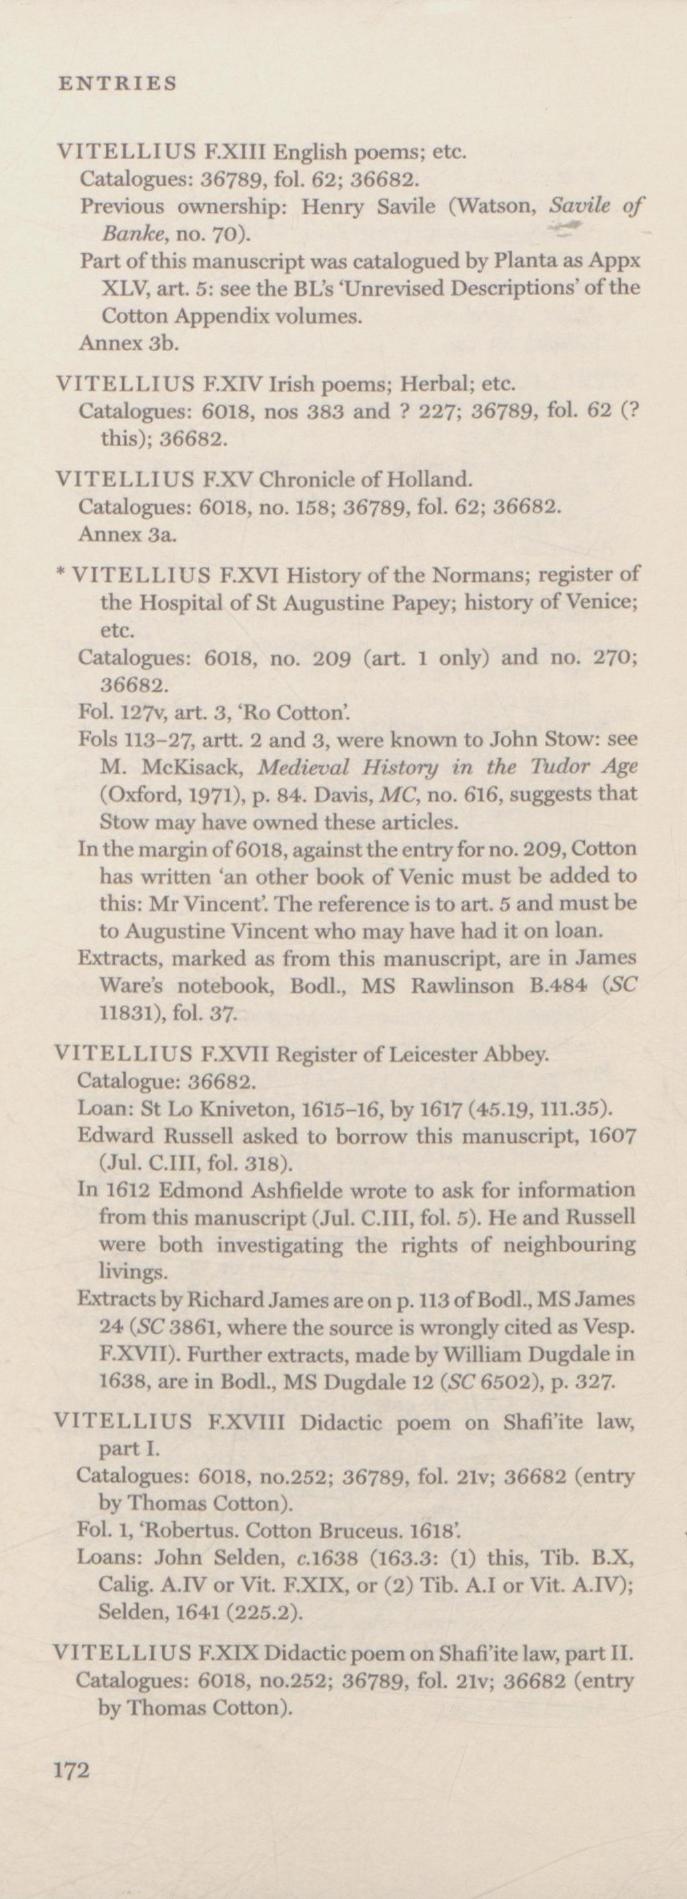 ENTRIES
VITELLIUS F.XIII English poems; etc.
Catalogues: 36789, fol. 62; 36682.
Previous ownership: Henry Savile (Watson, Savile of
Banke, no. 70).
Part of this manuscript was catalogued by Planta as Appx
XLV, art. 5: see the BL's 'Unrevised Descriptions' of the
Cotton Appendix volumes.
Annex 3b.
VITELLIUS F.XIV Irish poems; Herbal; etc.
Catalogues: 6018, nos 383 and ? 227; 36789, fol. 62 (?
this); 36682.
VITELLIUS F.XV Chronicle of Holland.
Catalogues: 6018, no. 158; 36789, fol. 62; 36682.
Annex 3a.
* VITELLIUS F.XVI History of the Normans; register of
the Hospital of St Augustine Papey; history of Venice;
etc.
Catalogues: 6018, no. 209 (art. 1 only) and no. 270;
36682.
Fol. 127v, art. 3, 'Ro Cotton'.
Fols 113–27, artt. 2 and 3, were known to John Stow: see
M. McKisack, Medieval History in the Tudor Age
(Oxford, 1971), p. 84. Davis, MC, no. 616, suggests that
Stow may have owned these articles.
In the margin of 6018, against the entry for no. 209, Cotton
has written 'an other book of Venic must be added to
this: Mr Vincent'. The reference is to art. 5 and must be
to Augustine Vincent who may have had it on loan.
Extracts, marked as from this manuscript, are in James
Ware's notebook, Bodl., MS Rawlinson B.484 (SC
11831), fol. 37.
VITELLIUS F.XVII Register of Leicester Abbey.
Catalogue: 36682.
Loan: St Lo Kniveton, 1615–16, by 1617 (45.19, 111.35).
Edward Russell asked to borrow this manuscript, 1607
(Jul. C.III, fol. 318).
In 1612 Edmond Ashfielde wrote to ask for information
from this manuscript (Jul. C.III, fol. 5). He and Russell
were both investigating the rights of neighbouring
livings.
Extracts by Richard James are on p. 113 of Bodl., MS James
24 (SC 3861, where the source is wrongly cited as Vesp.
F.XVII). Further extracts, made by William Dugdale in
1638, are in Bodl., MS Dugdale 12 (SC 6502), p. 327.
VITELLIUS F.XVIII Didactic poem on Shafi'ite law,
part I.
Catalogues: 6018, no.252; 36789, fol. 21v; 36682 (entry
by Thomas Cotton).
Fol. 1, 'Robertus. Cotton Bruceus. 1618'.
Loans: John Selden, c.1638 (163.3: (1) this, Tib. B.X,
Calig. A.IV or Vit. F.XIX, or (2) Tib. A.I or Vit. A.IV);
Selden, 1641 (225.2).
VITELLIUS F.XIX Didactic poem on Shafi'ite law, part II.
Catalogues: 6018, no.252; 36789, fol. 21v; 36682 (entry
by Thomas Cotton).
172